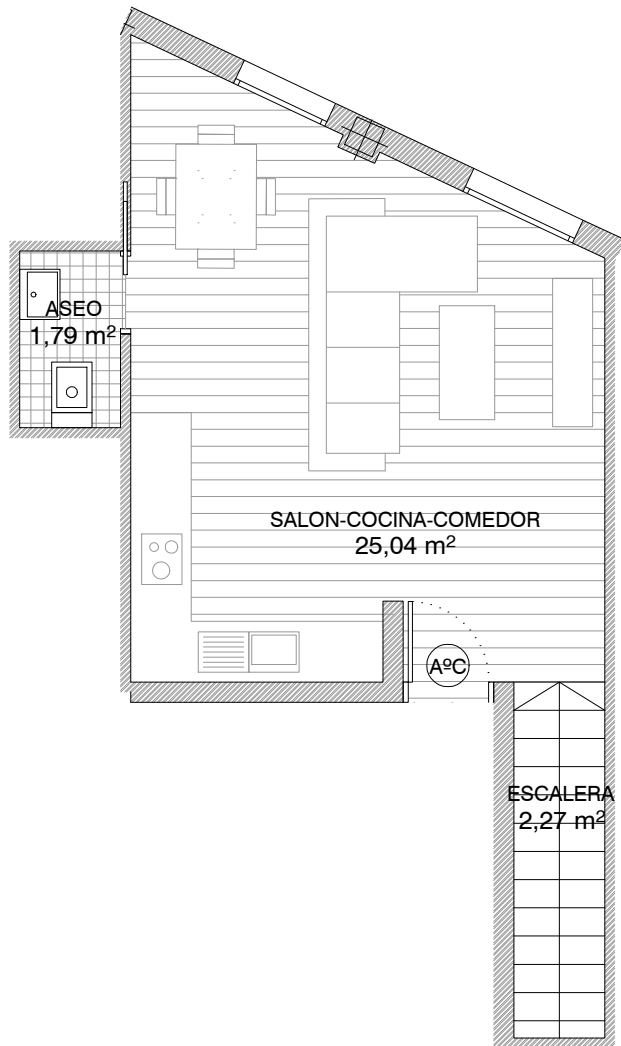 ASEO
1,79 m²
SALON-COCINA-COMEDOR
25,04 m²
AºC
ESCALERA
2,27 m²